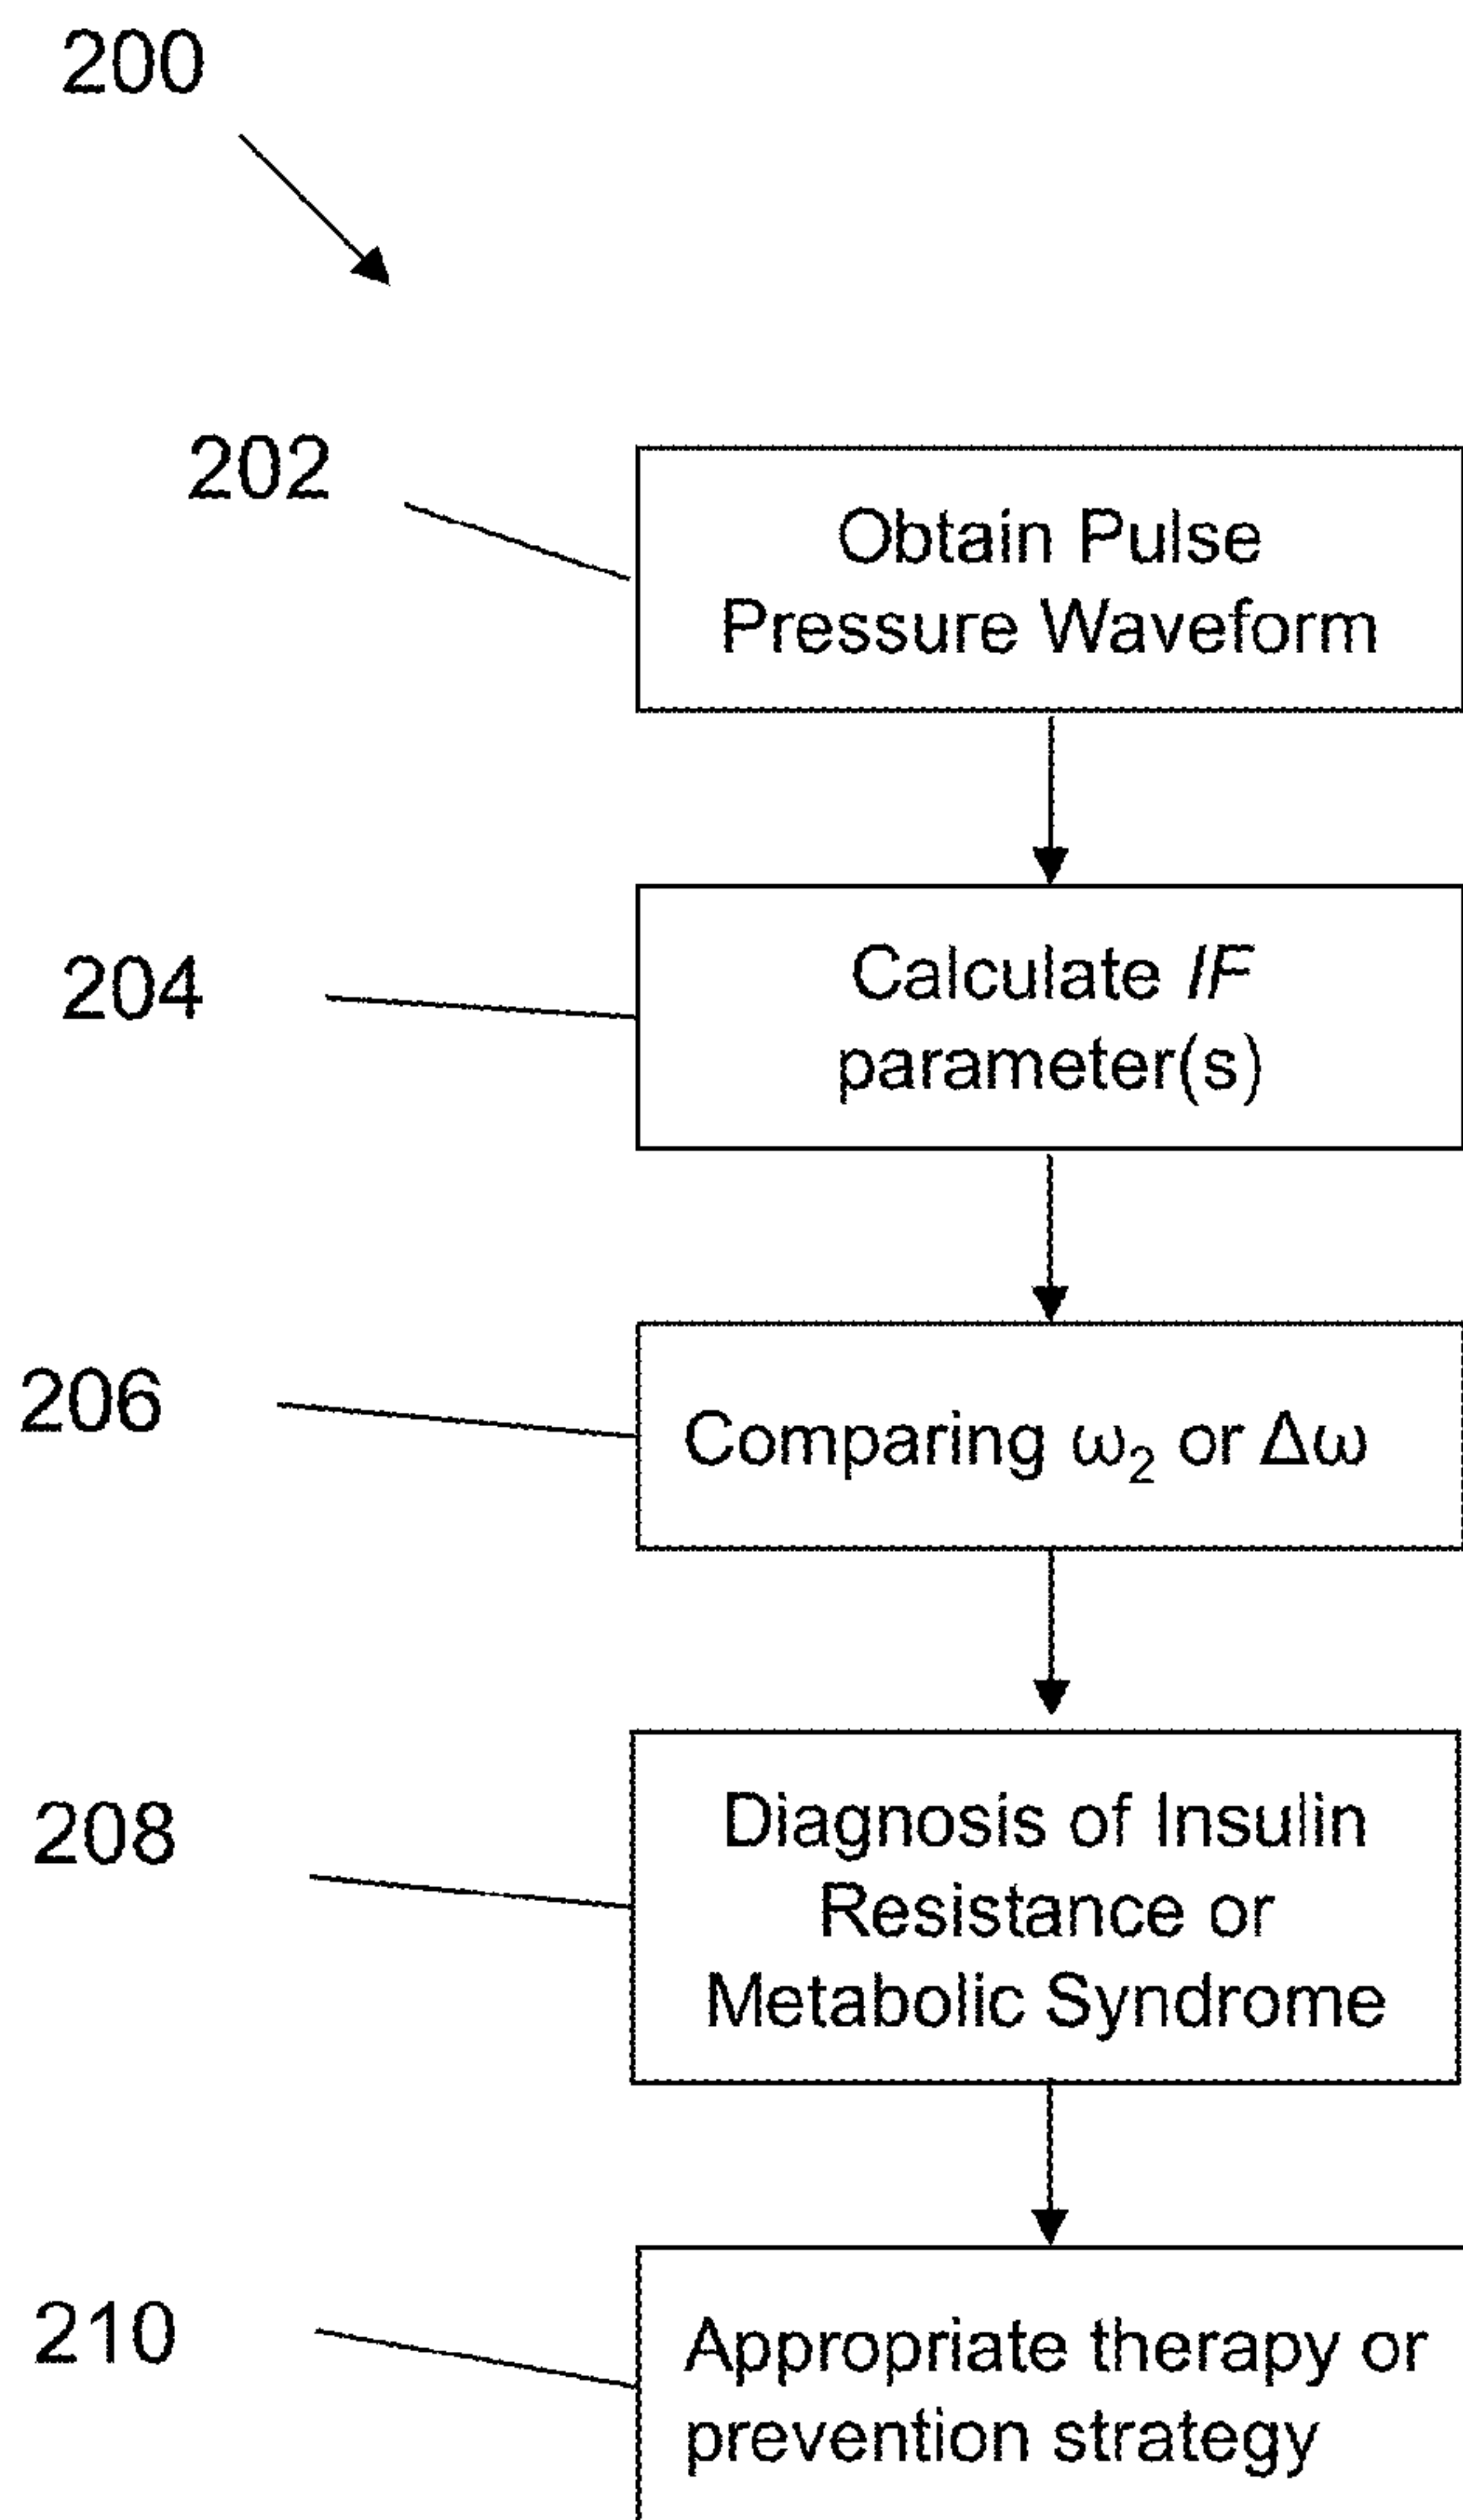 200
202
Obtain Pulse
Pressure Waveform
204
Calculate IF
parameter(s)
206
Comparing ω₂ or Δω
208
Diagnosis of Insulin
Resistance or
Metabolic Syndrome
210
Appropriate therapy or
prevention strategy